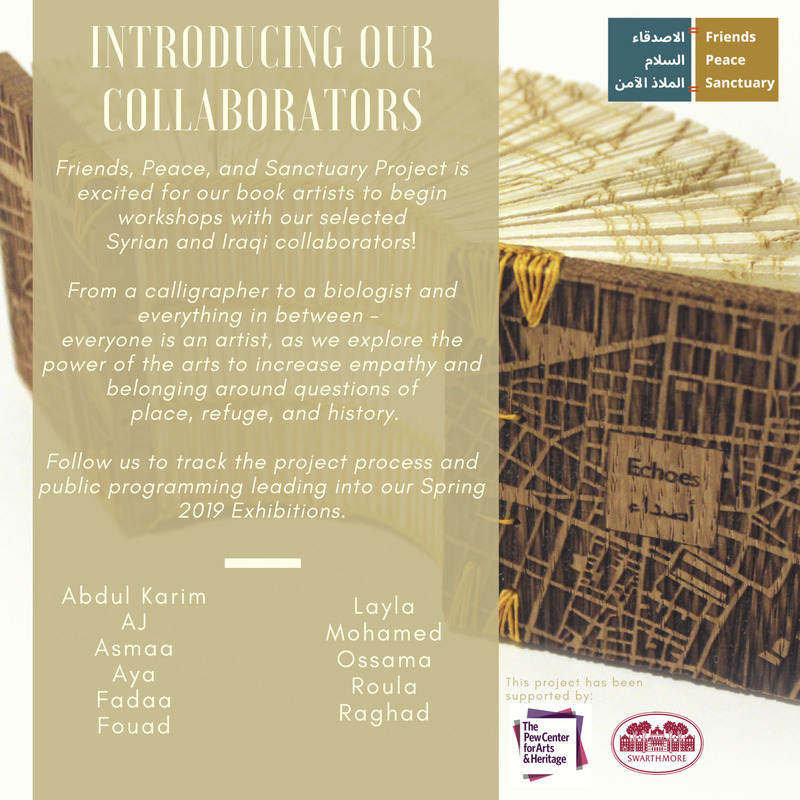 INTRODUCING OUR
COLLABORATORS
Friends, Peace, and Sanctuary Project is
excited for our book artists to begin
workshops with our selected
Syrian and Iraqi collaborators!
From a calligrapher to a biologist and
everything in between –
everyone is an artist, as we explore the
power of the arts to increase empathy and
belonging around questions of
place, refuge, and history.
Follow us to track the project process and
public programming leading into our Spring
2019 Exhibitions.
Abdul Karim
AJ
Asmaa
Aya
Fadaa
Fouad
Layla
Mohamed
Ossama
Roula
Raghad
الاصدقاء
السلام
الملاذ الآمن
Friends
Peace
Sanctuary
Echoes
أصداء
This project has been
supported by:
The
Pew Center
for Arts
& Heritage
SWARTHMORE